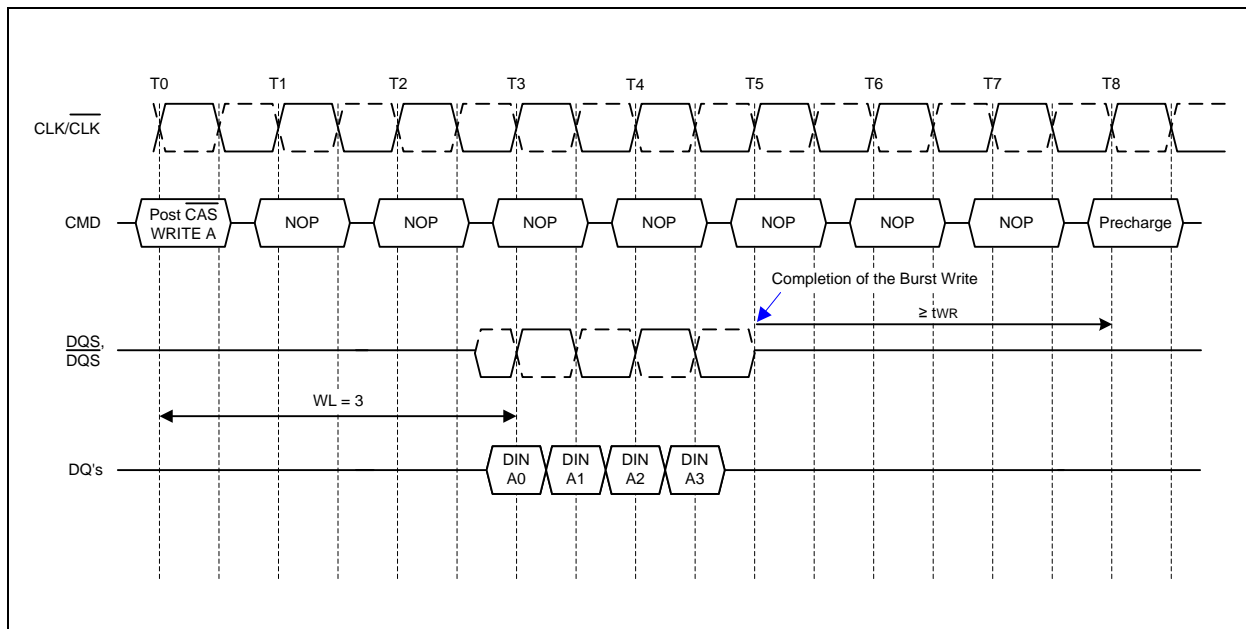 T0 T1 T2 T3 T4 T5 T6 T7 T8
CLK/CLK
CMD
Post CAS
WRITE A
NOP NOP NOP NOP NOP NOP NOP Precharge
Completion of the Burst Write
≥ tWR
DQS,
DQS
WL = 3
DQ's
DIN DIN DIN DIN
A0 A1 A2 A3